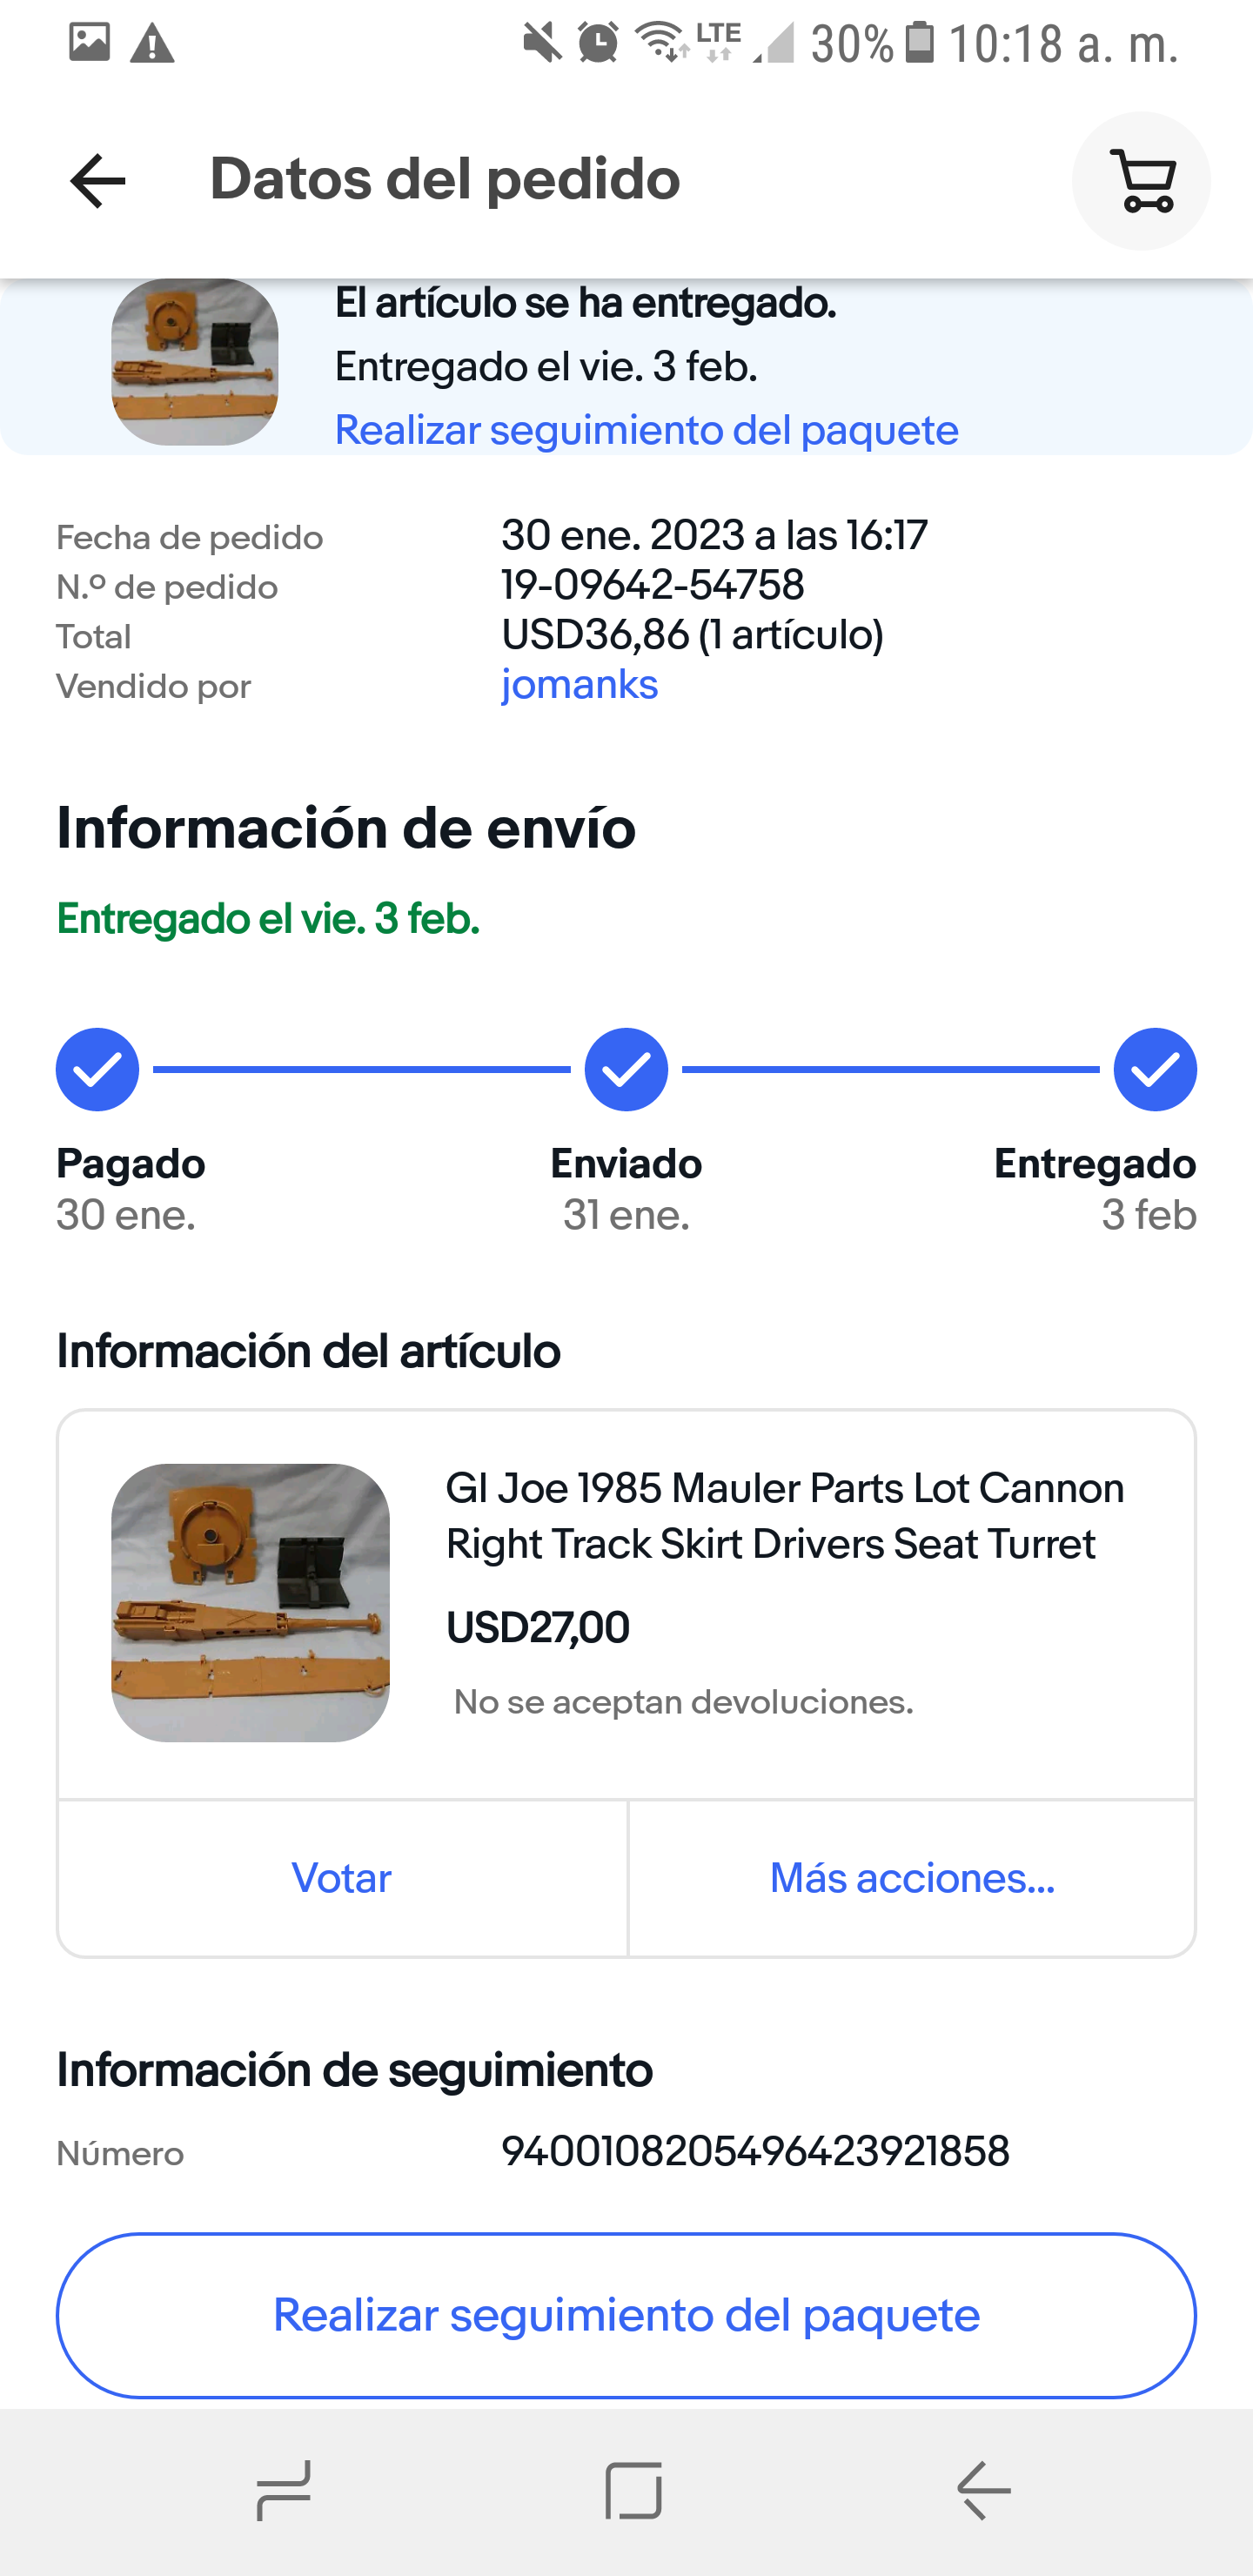 LTE 30% 10:18 a. m.
Datos del pedido
El artículo se ha entregado.
Entregado el vie. 3 feb.
Realizar seguimiento del paquete
Fecha de pedido 30 ene. 2023 a las 16:17
N.º de pedido 19-09642-54758
Total USD36,86 (1 artículo)
Vendido por jomanks
Información de envío
Entregado el vie. 3 feb.
Pagado Enviado Entregado
30 ene. 31 ene. 3 feb
Información del artículo
GI Joe 1985 Mauler Parts Lot Cannon
Right Track Skirt Drivers Seat Turret
USD27,00
No se aceptan devoluciones.
Votar Más acciones...
Información de seguimiento
Número 9400108205496423921858
Realizar seguimiento del paquete